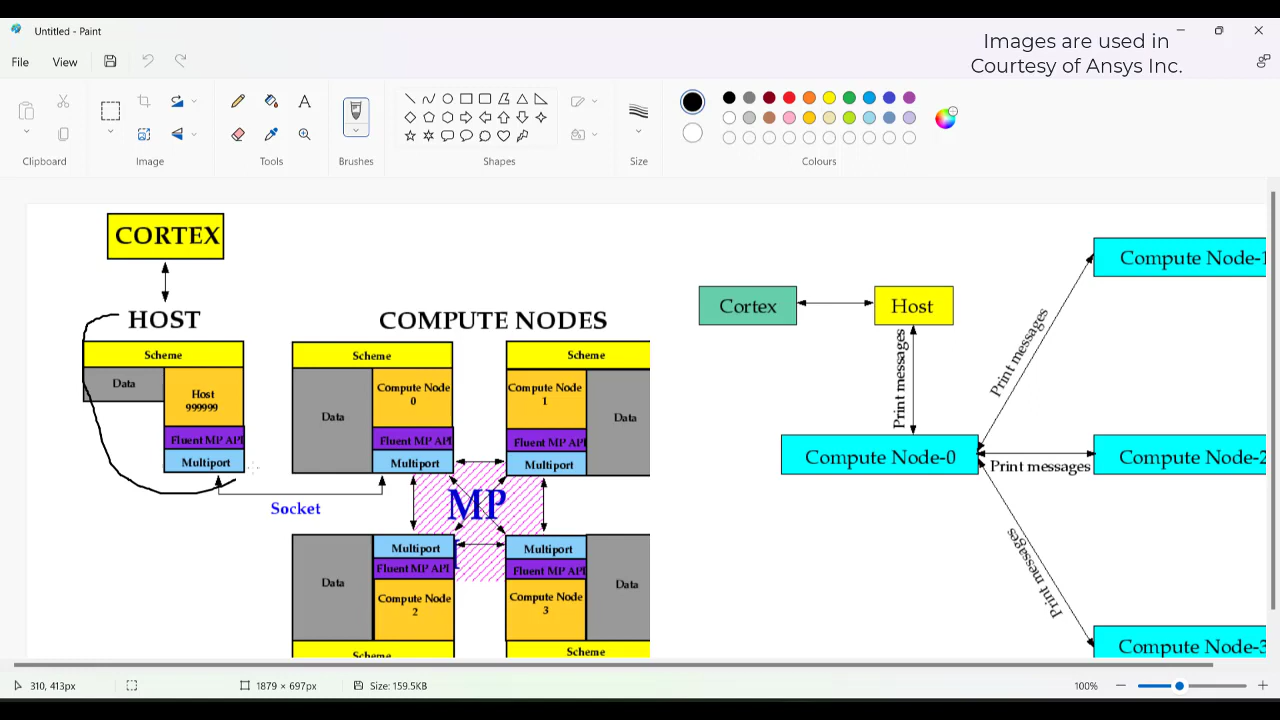 Untitled - Paint
Images are used in
Courtesy of Ansys Inc.
File
View
Clipboard
Image
Tools
Brushes
Shapes
Size
Colours
CORTEX
HOST
Scheme
Data
Host
999999
Fluent MP API
Multiport
Socket
COMPUTE NODES
Scheme
Data
Compute Node
0
Fluent MP API
Multiport
Scheme
Compute Node
1
Data
Fluent MP API
Multiport
MP
Data
Multiport
Fluent MP API
Compute Node
2
Scheme
Multiport
Fluent MP API
Compute Node
3
Data
Scheme
Cortex
Host
Print messages
Compute Node-0
Print messages
Compute Node-1
Print messages
Compute Node-2
Print messages
Compute Node-3
310, 413px
1879 × 697px
Size: 159.5KB
100%